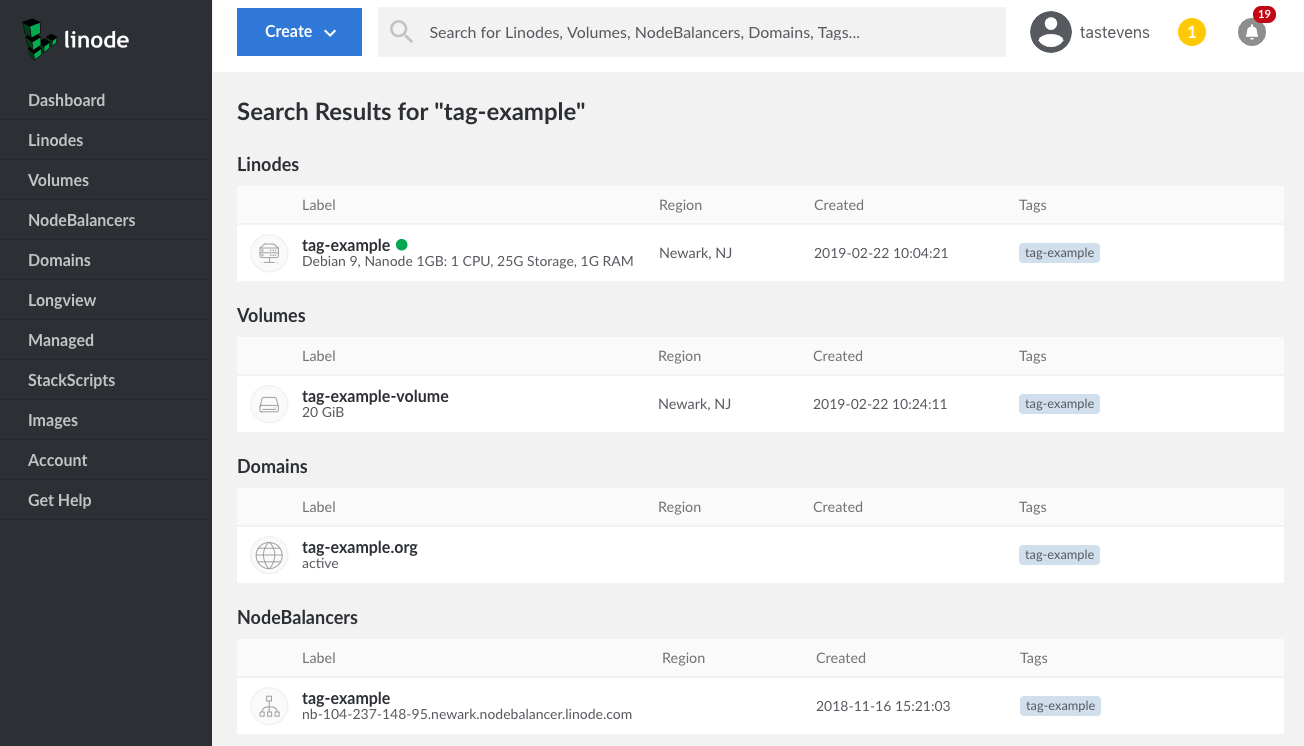 linode
Create
Search for Linodes, Volumes, NodeBalancers, Domains, Tags...
tastevens
1
19
Dashboard
Linodes
Volumes
NodeBalancers
Domains
Longview
Managed
StackScripts
Images
Account
Get Help
Search Results for "tag-example"
Linodes
Label Region Created Tags
tag-example
Debian 9, Nanode 1GB: 1 CPU, 25G Storage, 1G RAM
Newark, NJ 2019-02-22 10:04:21 tag-example
Volumes
Label Region Created Tags
tag-example-volume
20 GiB
Newark, NJ 2019-02-22 10:24:11 tag-example
Domains
Label Region Created Tags
tag-example.org
active
tag-example
NodeBalancers
Label Region Created Tags
tag-example
nb-104-237-148-95.newark.nodebalancer.linode.com
2018-11-16 15:21:03 tag-example